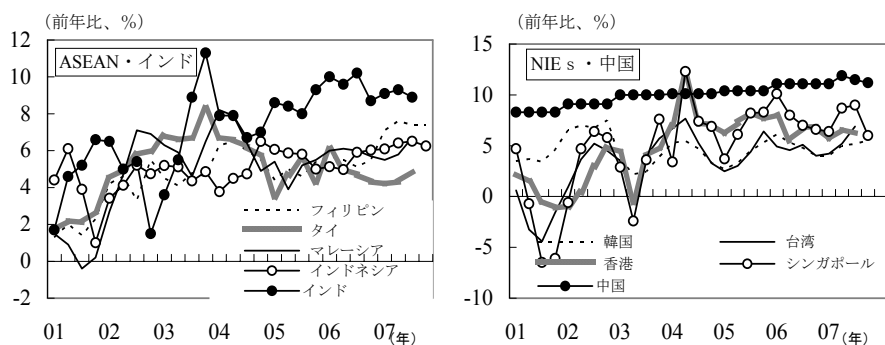 （前年比、%）
12
10
8
6
4
2
0
-2
ASEAN・インド
フィリピン
タイ
マレーシア
インドネシア
インド
01 02 03 04 05 06 07 （年）
（前年比、%）
15
10
5
0
-5
-10
NIEｓ・中国
韓国
台湾
香港
シンガポール
中国
01 02 03 04 05 06 07 （年）